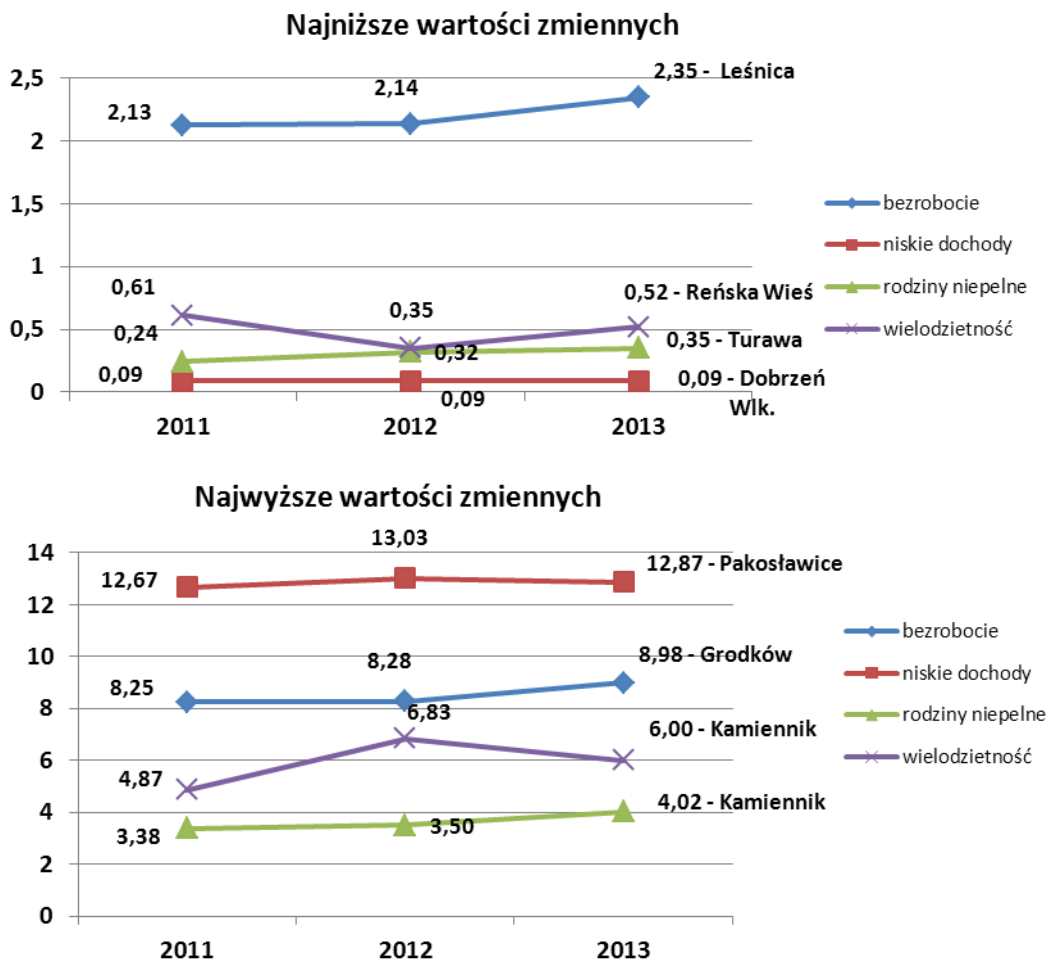 Najniższe wartości zmiennych
2,5
2
1,5
1
0,5
0
2,13
2,14
2,35 - Leśnica
0,61
0,35
0,52 - Reńska Wieś
0,24
0,32
0,35 - Turawa
0,09
0,09
0,09 - Dobrzeń
Wlk.
2011
2012
2013
bezrobocie
niskie dochody
rodziny niepelne
wielodzietność
Najwyższe wartości zmiennych
14
12
10
8
6
4
2
0
12,67
13,03
12,87 - Pakosławice
8,25
8,28
8,98 - Grodków
4,87
6,83
6,00 - Kamiennik
3,38
3,50
4,02 - Kamiennik
2011
2012
2013
bezrobocie
niskie dochody
rodziny niepelne
wielodzietność